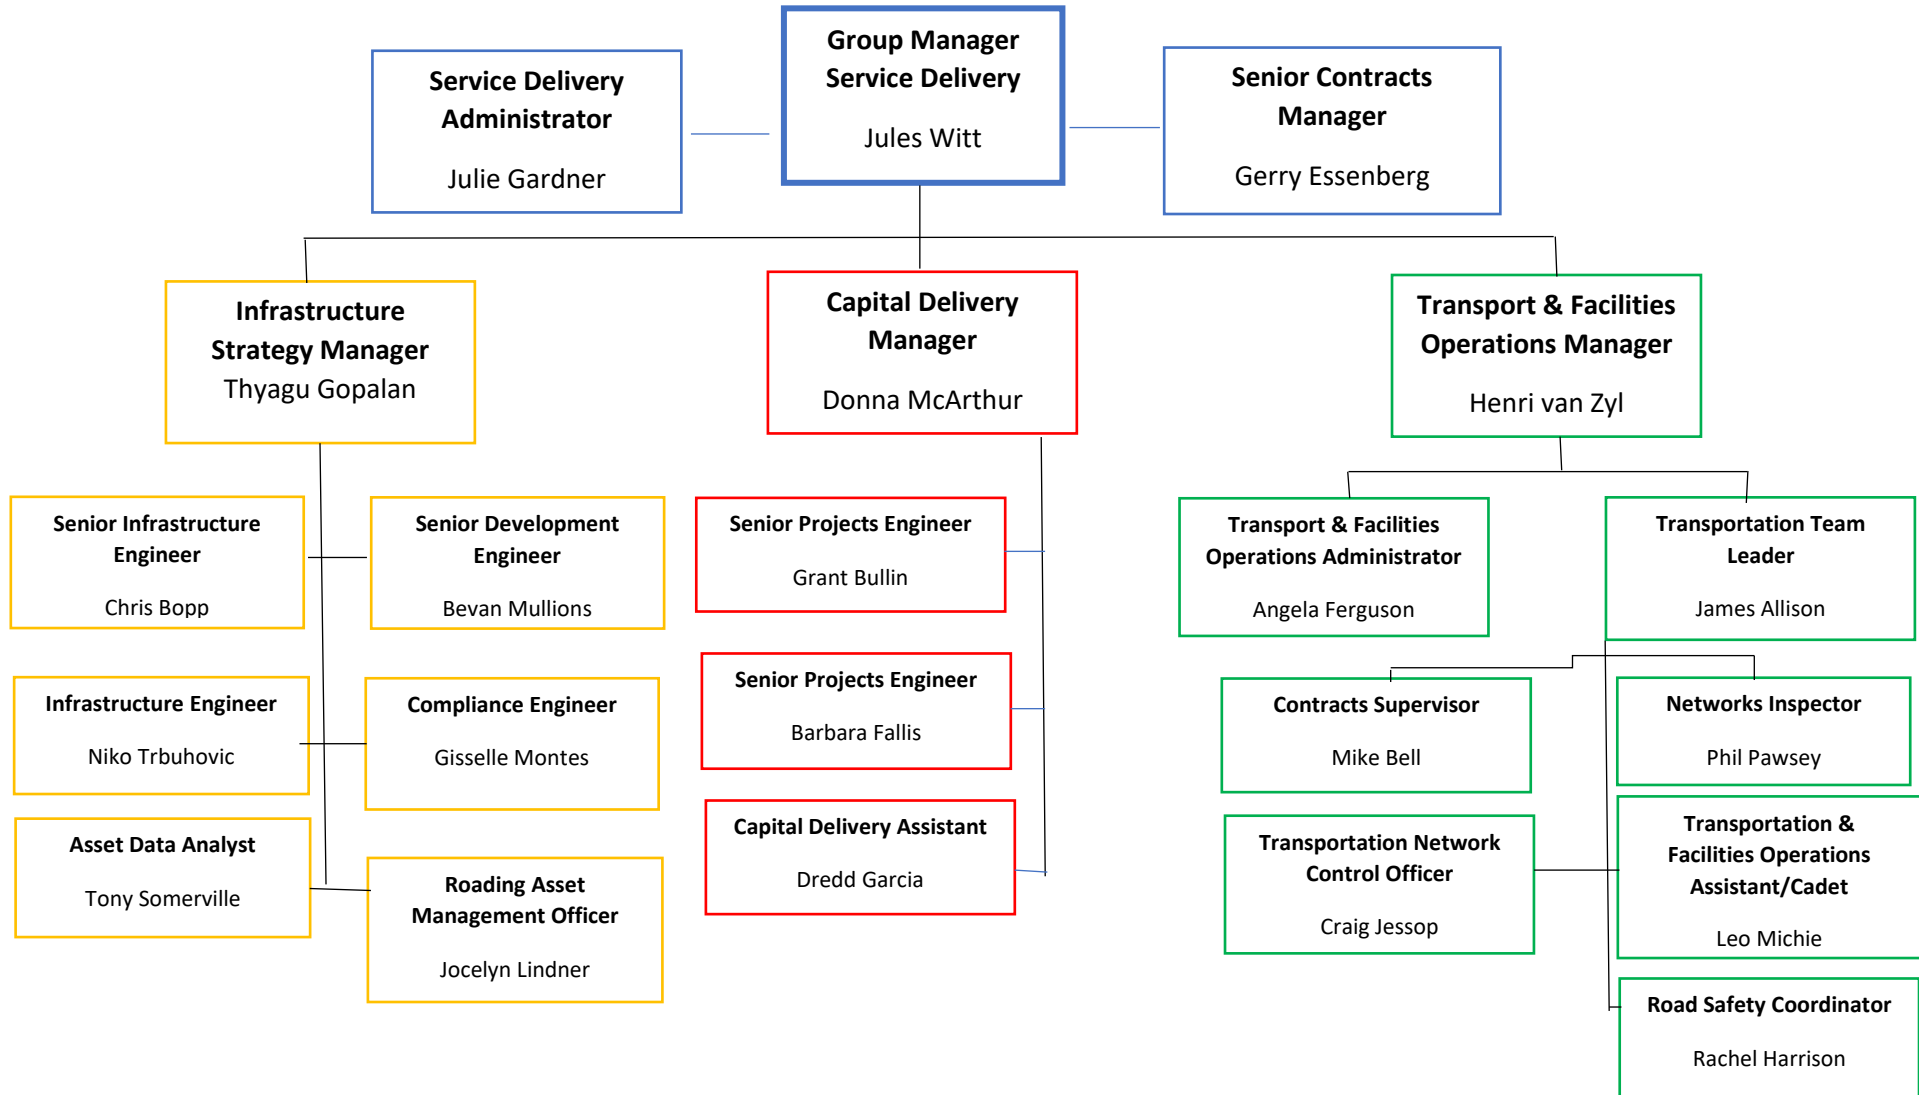 Group Manager
Service Delivery
Jules Witt
Service Delivery
Administrator
Julie Gardner
Senior Contracts
Manager
Gerry Essenberg
Infrastructure
Strategy Manager
Thyagu Gopalan
Capital Delivery
Manager
Donna McArthur
Transport & Facilities
Operations Manager
Henri van Zyl
Senior Infrastructure
Engineer
Chris Bopp
Senior Development
Engineer
Bevan Mullions
Infrastructure Engineer
Niko Trbuhovic
Compliance Engineer
Gisselle Montes
Asset Data Analyst
Tony Somerville
Roading Asset
Management Officer
Jocelyn Lindner
Senior Projects Engineer
Grant Bullin
Senior Projects Engineer
Barbara Fallis
Capital Delivery Assistant
Dredd Garcia
Transport & Facilities
Operations Administrator
Angela Ferguson
Transportation Team
Leader
James Allison
Contracts Supervisor
Mike Bell
Networks Inspector
Phil Pawsey
Transportation Network
Control Officer
Craig Jessop
Transportation &
Facilities Operations
Assistant/Cadet
Leo Michie
Road Safety Coordinator
Rachel Harrison